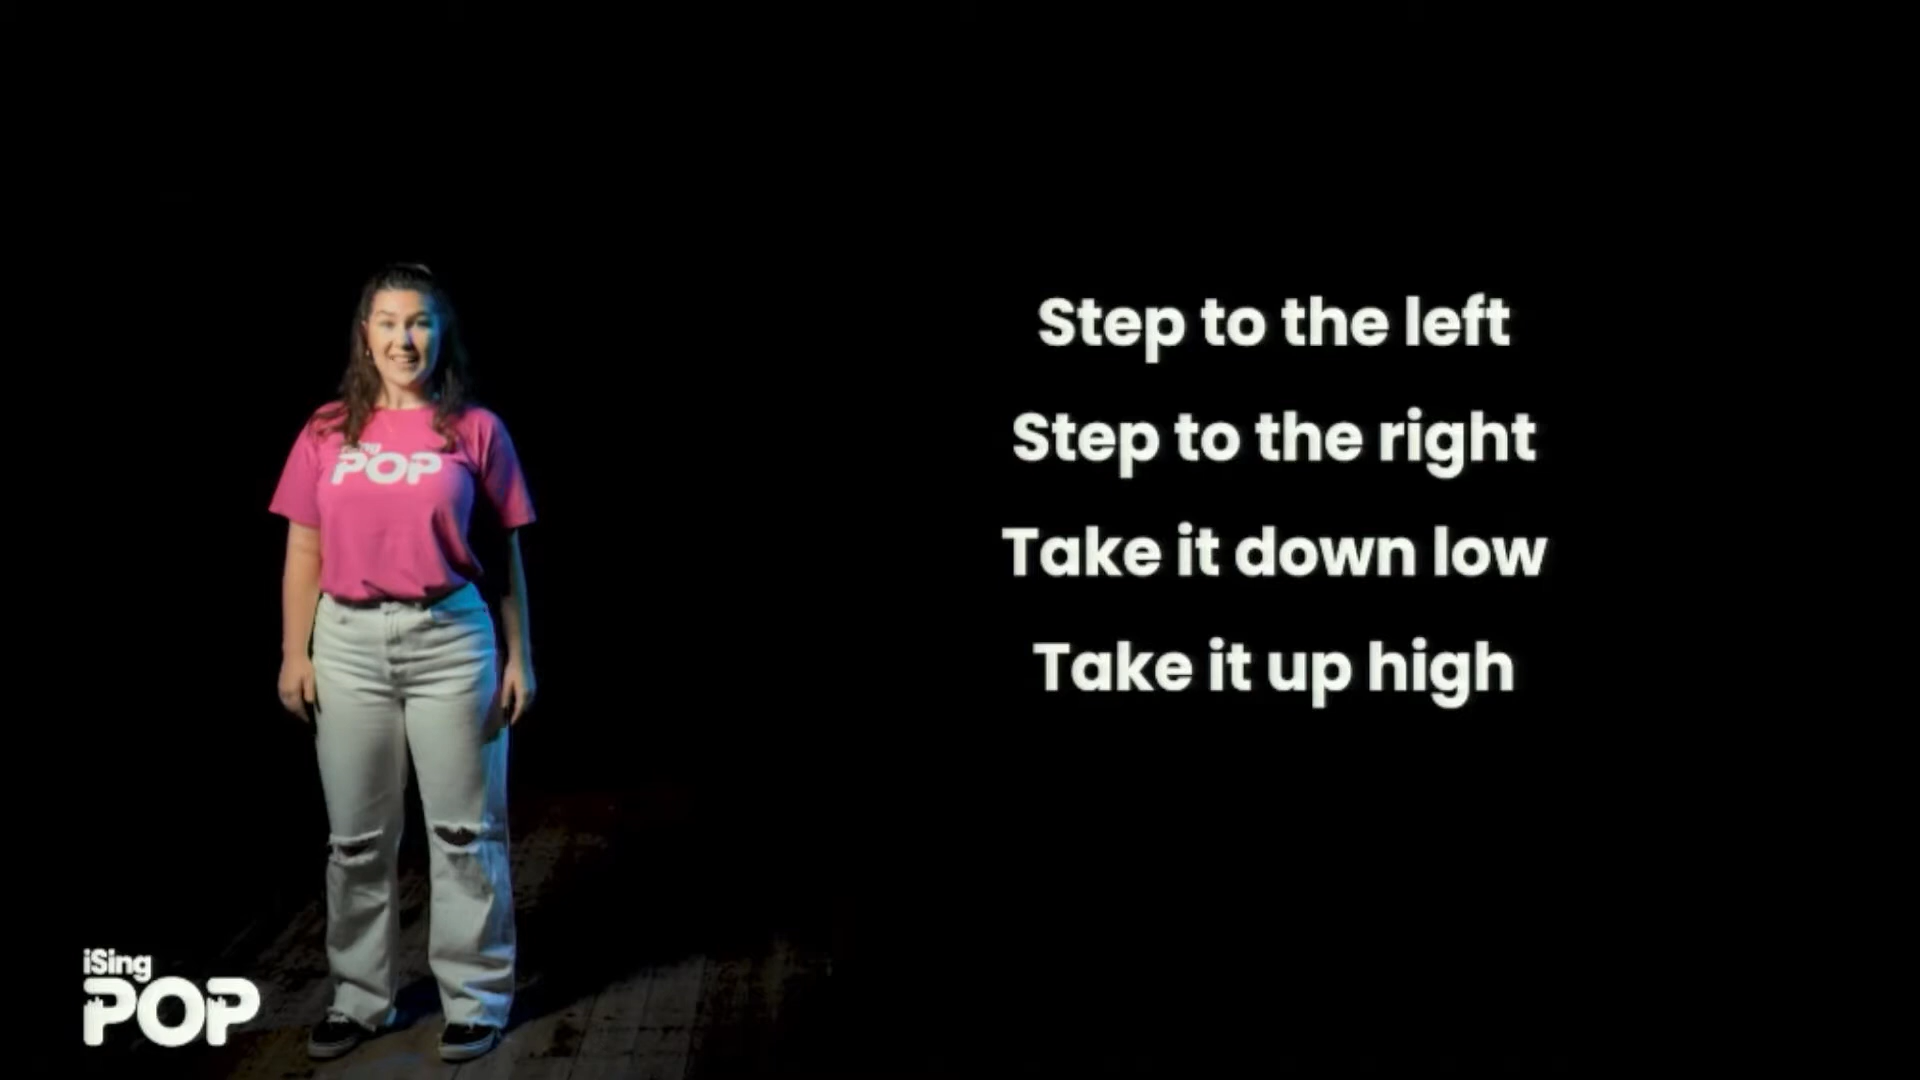 Step to the left
Step to the right
Take it down low
Take it up high
iSing
POP
iSing
POP